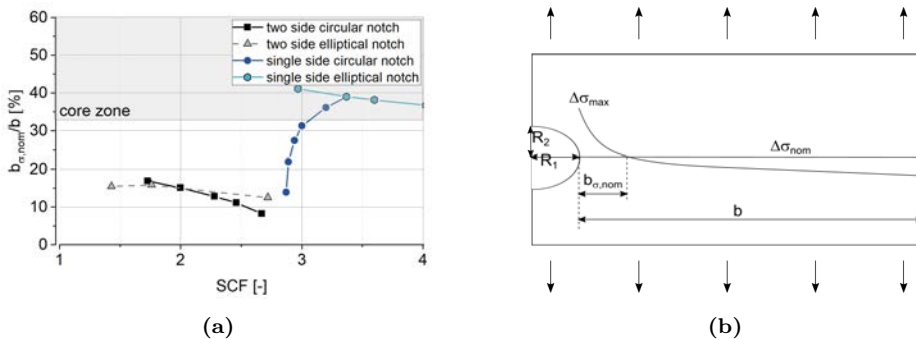 60
50
40
30
20
10
0
b_σ,nom/b [%]
two side circular notch
two side elliptical notch
single side circular notch
single side elliptical notch
core zone
1 2 3 4
SCF [-]
(a)
Δσ_max
Δσ_nom
R_2
R_1
b_σ,nom
b
(b)